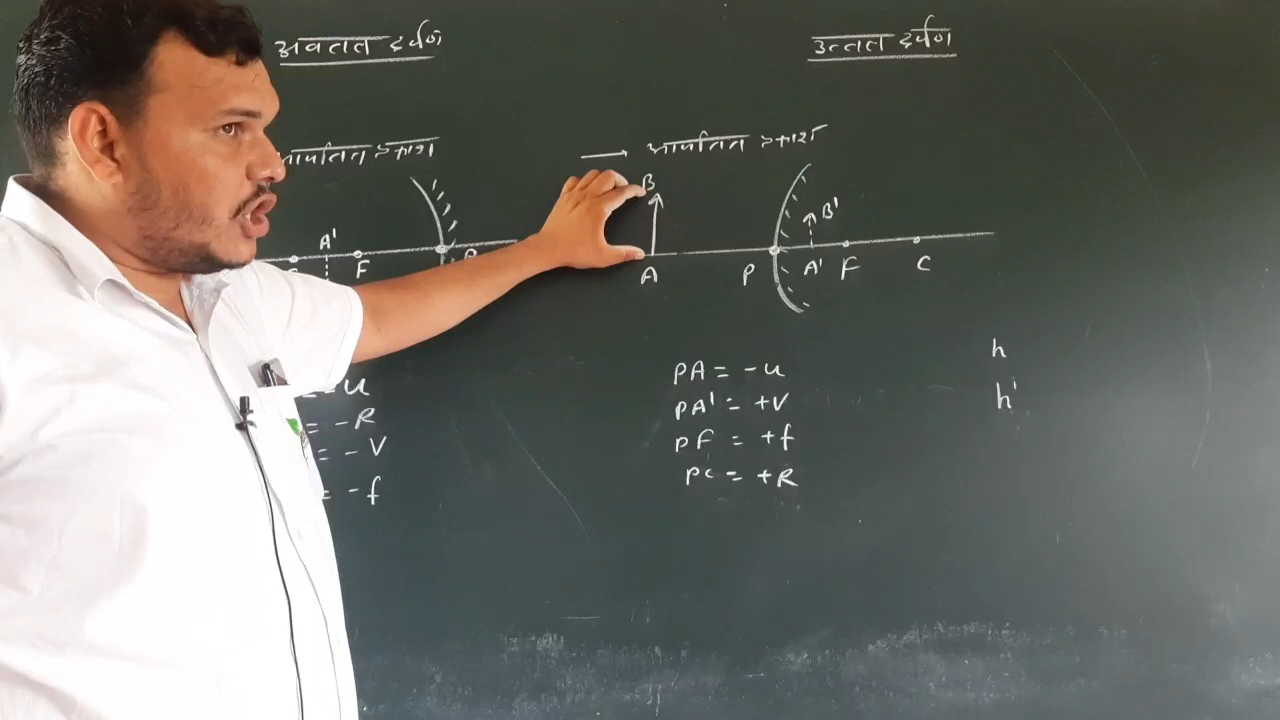 अवतल दर्पण
उत्तल दर्पण
आपतित प्रकाश
→ आपतित प्रकाश
A' F P
B
B'
A P A' F C
= -u
= -R
= -V
= -f
PA = -u
PA' = +V
PF = +f
PC = +R
h
h'